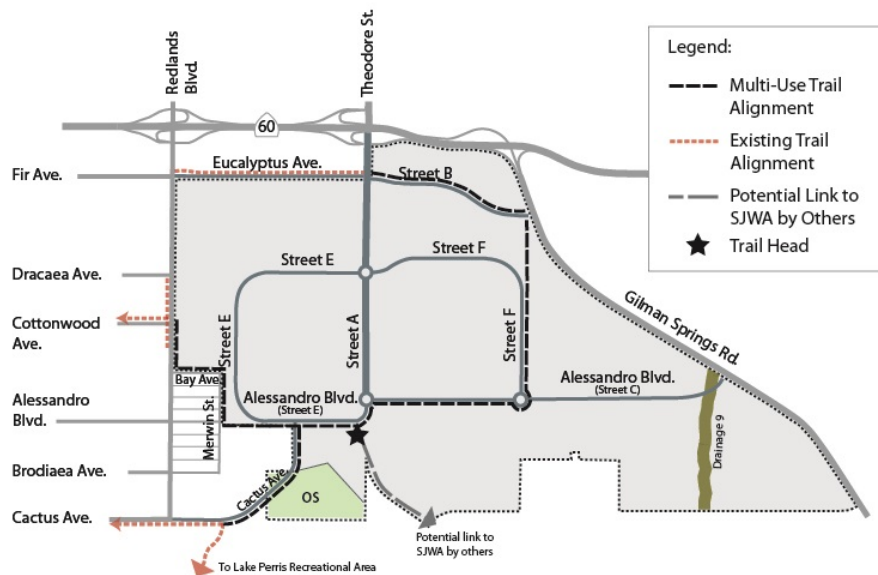 Redlands
Blvd.
Theodore St.
60
Legend:
Multi-Use Trail
Alignment
Existing Trail
Alignment
Potential Link to
SJWA by Others
Trail Head
Fir Ave.
Eucalyptus Ave.
Street B
Dracaea Ave.
Street E
Street F
Cottonwood
Ave.
Street E
Street A
Street F
Gilman Springs Rd.
Bay Ave.
Alessandro
Blvd.
Merwin St.
Alessandro Blvd.
(Street E)
Alessandro Blvd.
(Street C)
Drainage 9
Brodiaea Ave.
Cactus Ave.
OS
Cactus Ave.
Potential link to
SJWA by others
To Lake Perris Recreational Area